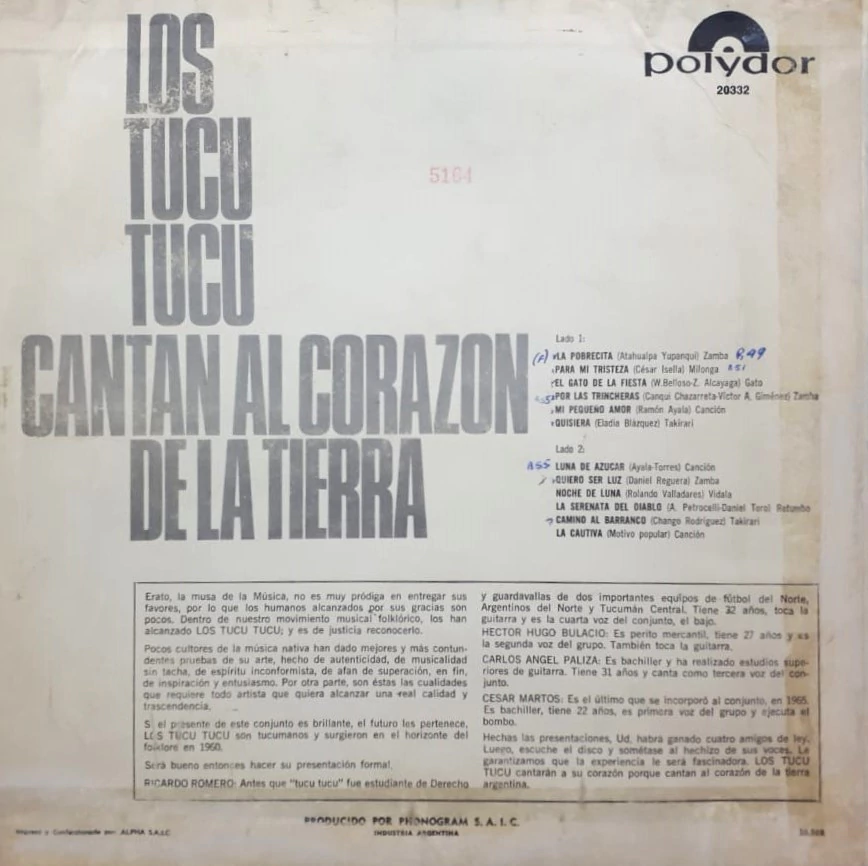 LOS
TUCU
TUCU
CANTAN AL CORAZON
DE LA TIERRA
polydor
20332
5164
Lado 1:
(A) LA POBRECITA (Atahualpa Yupanqui) Zamba
PARA MI TRISTEZA (César Isella) Milonga
EL GATO DE LA FIESTA (W.Belloso-Z. Alcayaga) Gato
POR LAS TRINCHERAS (Canqui Chazarreta-Víctor A. Giménez) Zamba
MI PEQUEÑO AMOR (Ramón Ayala) Canción
QUISIERA (Eladia Blázquez) Takirari
Lado 2:
LUNA DE AZUCAR (Ayala-Torres) Canción
QUIERO SER LUZ (Daniel Reguera) Zamba
NOCHE DE LUNA (Rolando Valladares) Vidala
LA SERENATA DEL DIABLO (A. Petrocelli-Daniel Toro)
CAMINO AL BARRANCO (Chango Rodríguez) Takirari
LA CAUTIVA (Motivo popular) Canción
Erato, la musa de la Música, no es muy pródiga en entregar sus
favores, por lo que los humanos alcanzados por sus gracias son
pocos. Dentro de nuestro movimiento musical folklórico, los han
alcanzado LOS TUCU TUCU; y es de justicia reconocerlo.
Pocos cultores de la música nativa han dado mejores y más contun-
dentes pruebas de su arte, hecho de autenticidad, de musicalidad
sin tacha, de espíritu inconformista, de afan de superación, en fin,
de inspiración y entusiasmo. Por otra parte, son éstas las cualidades
que requiere todo artista que quiera alcanzar una real calidad y
trascendencia.
Si el presente de este conjunto es brillante, el futuro les pertenece,
LOS TUCU TUCU son tucumanos y surgieron en el horizonte del
folklore en 1960.
Será bueno entonces hacer su presentación formal.
RICARDO ROMERO: Antes que "tucu tucu" fue estudiante de Derecho
y guardavallas de dos importantes equipos de fútbol del Norte,
Argentinos del Norte y Tucumán Central. Tiene 32 años, toca la
guitarra y es la cuarta voz del conjunto, el bajo.
HECTOR HUGO BULACIO: Es perito mercantil, tiene 27 años y es
la segunda voz del grupo. También toca la guitarra.
CARLOS ANGEL PALIZA: Es bachiller y ha realizado estudios supe-
riores de guitarra. Tiene 31 años y canta como tercera voz del con-
junto.
CESAR MARTOS: Es el último que se incorporó al conjunto, en 1965.
Es bachiller, tiene 22 años, es primera voz del grupo y ejecuta el
bombo.
Hechas las presentaciones, Ud. habrá ganado cuatro amigos de ley.
Luego, escuche el disco y sométase al hechizo de sus voces. Le
garantizamos que la experiencia le será fascinadora. LOS TUCU
TUCU cantarán a su corazón porque cantan al corazón de la tierra
argentina.
PRODUCIDO POR PHONOGRAM S. A. I. C.
INDUSTRIA ARGENTINA
Impreso y Confeccionado por: ALPHA S.A.I.C